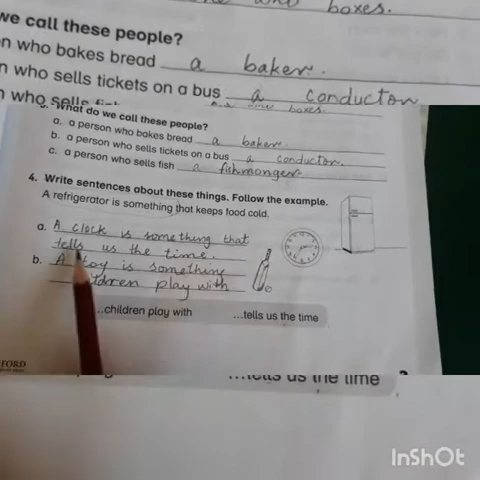 who boxes.
we call these people?
n who bakes bread a baker.
n who sells tickets on a bus a conductor
n who sells
boxes.
What do we call these people?
a. a person who bakes bread a baker.
b. a person who sells tickets on a bus a conductor.
c. a person who sells fish a fishmonger
4. Write sentences about these things. Follow the example.
A refrigerator is something that keeps food cold.
a. A clock is something that
tells us the time.
b. A toy is something
children play with
...children play with ...tells us the time
FORD
...tells us the time
InShOt